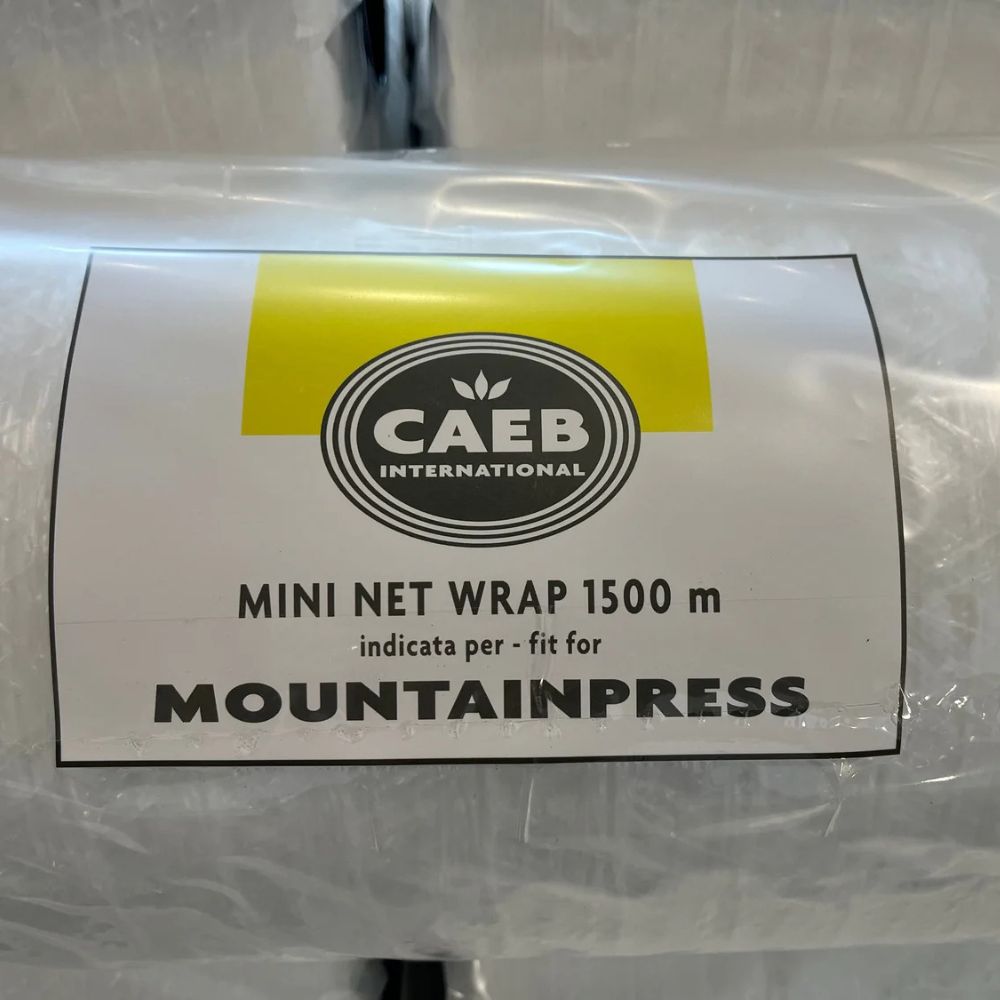 CAEB
INTERNATIONAL
MINI NET WRAP 1500 m
indicata per - fit for
MOUNTAINPRESS